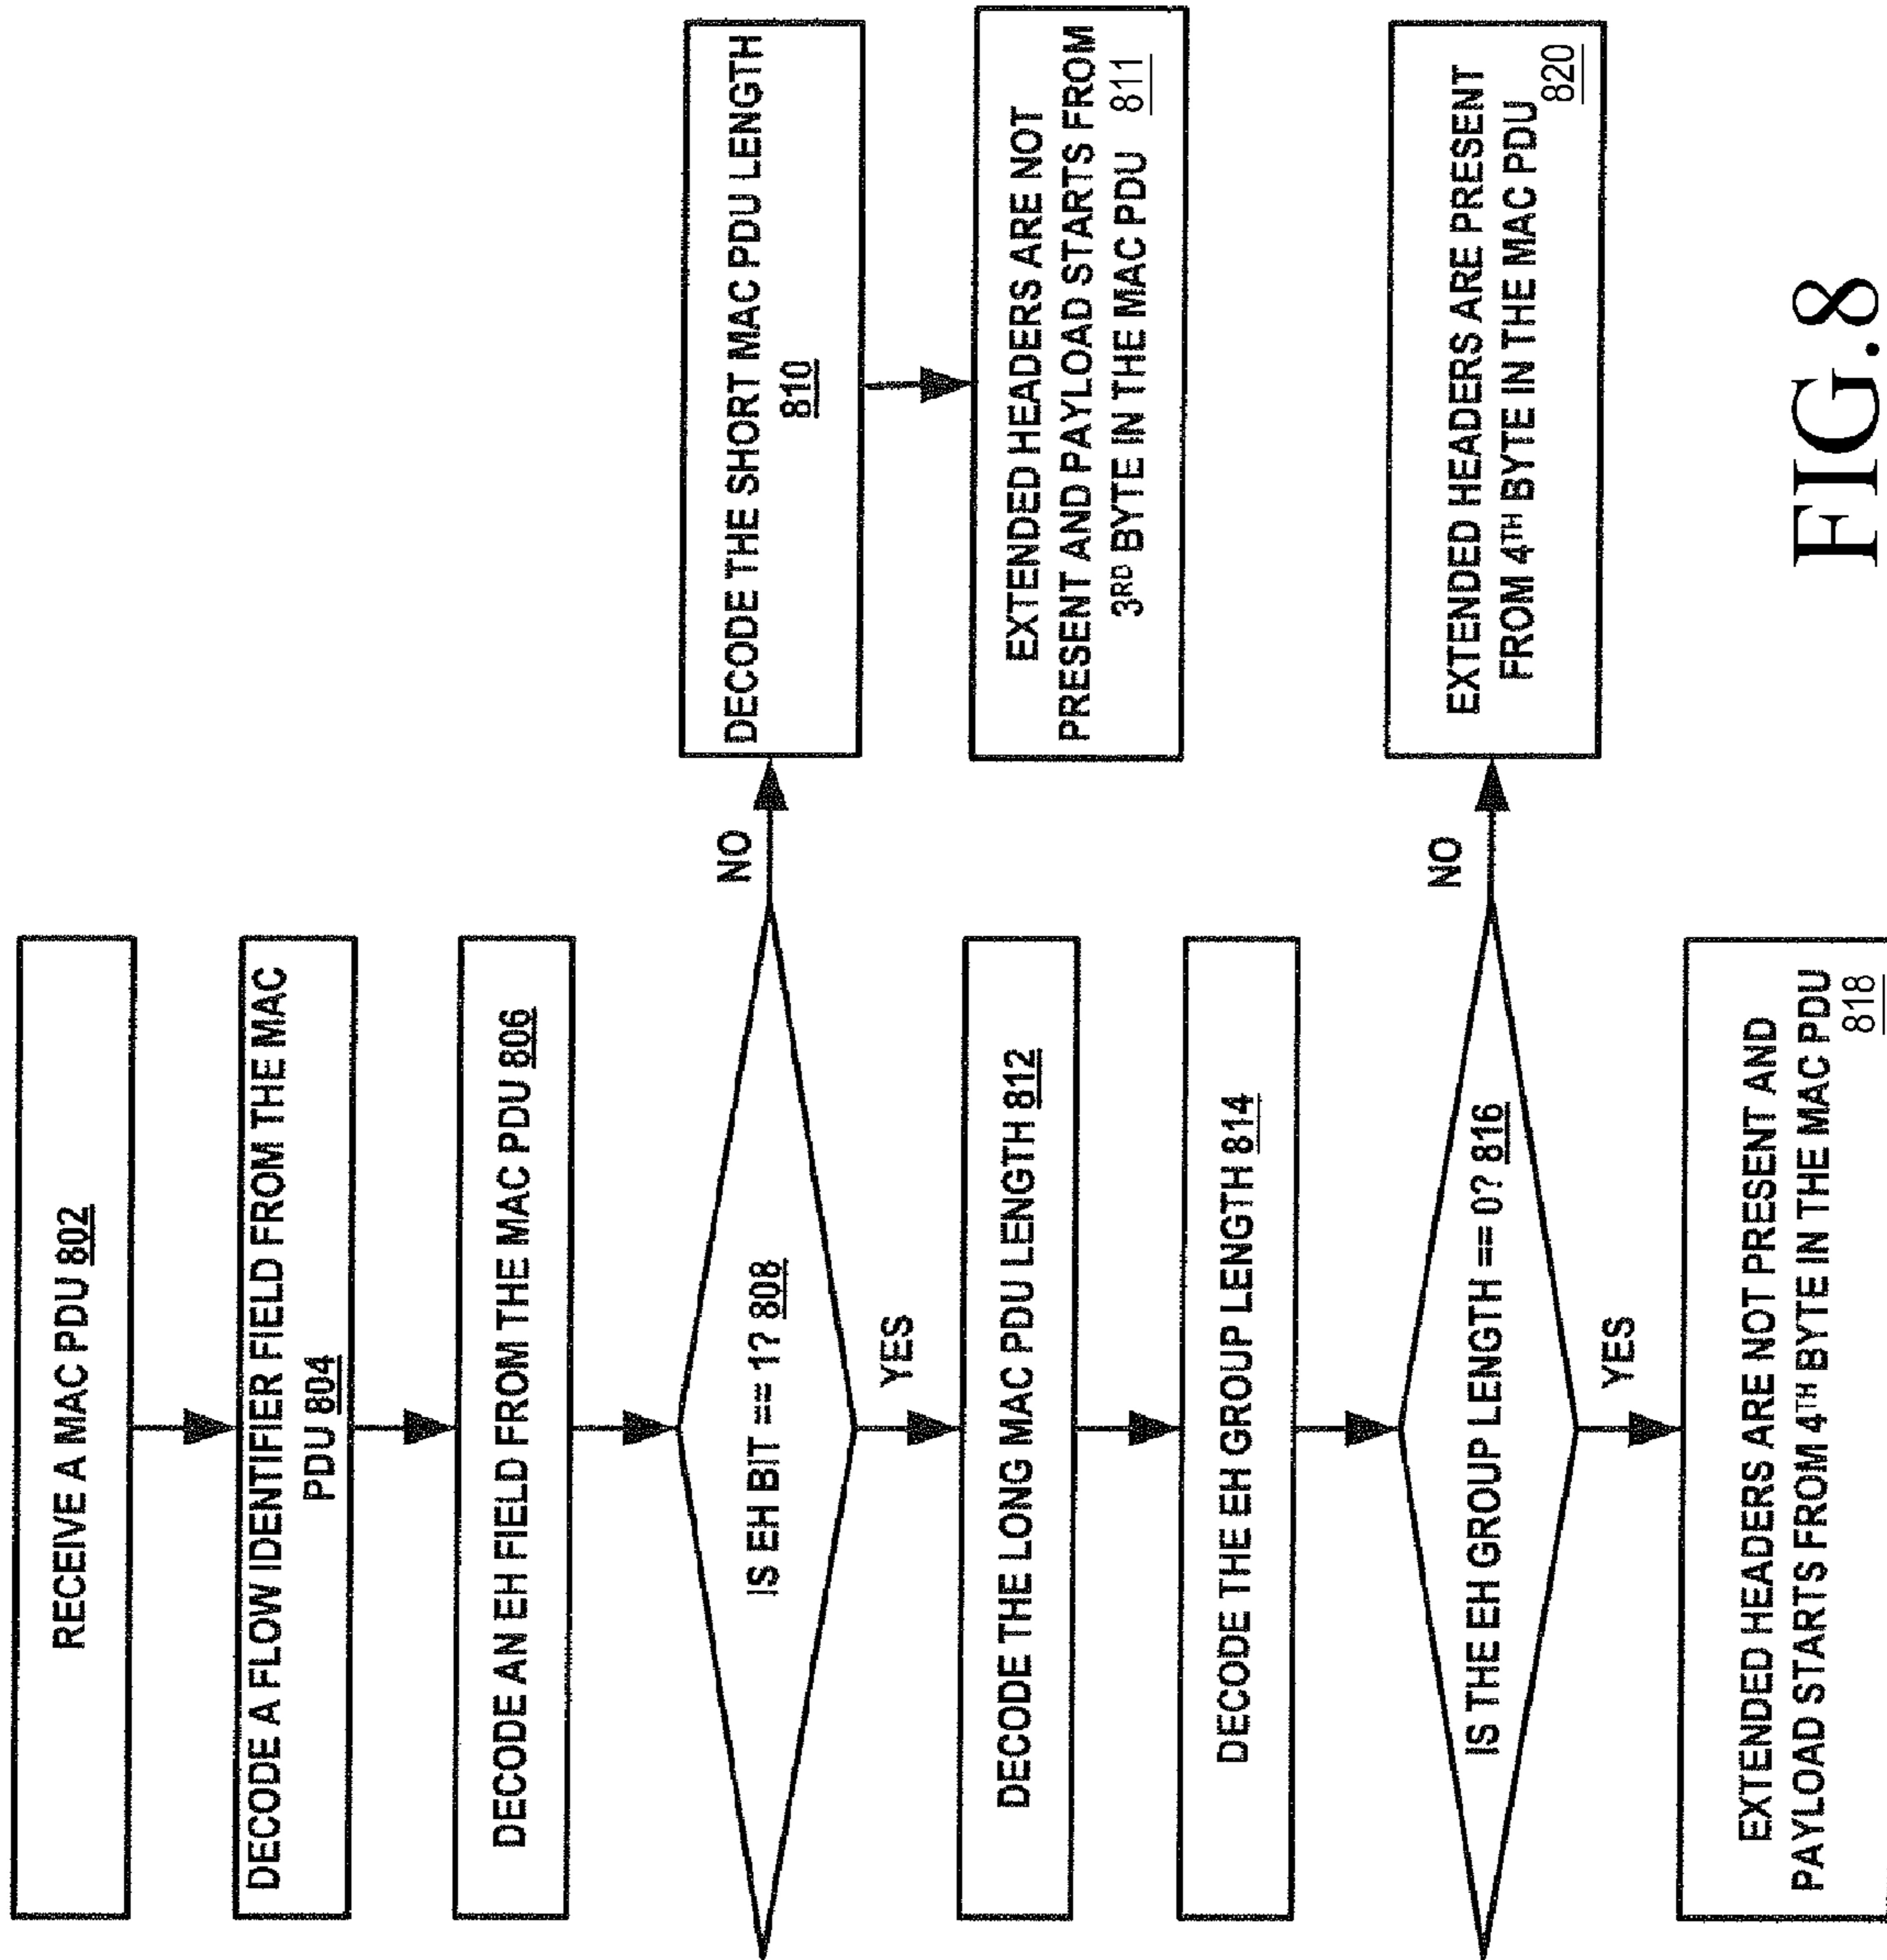 RECEIVE A MAC PDU 802
DECODE A FLOW IDENTIFIER FIELD FROM THE MAC
PDU 804
DECODE AN EH FIELD FROM THE MAC PDU 806
IS EH BIT == 1? 808
NO
DECODE THE SHORT MAC PDU LENGTH
810
EXTENDED HEADERS ARE NOT
PRESENT AND PAYLOAD STARTS FROM
3RD BYTE IN THE MAC PDU 811
YES
DECODE THE LONG MAC PDU LENGTH 812
DECODE THE EH GROUP LENGTH 814
IS THE EH GROUP LENGTH == 0? 816
NO
EXTENDED HEADERS ARE PRESENT
FROM 4TH BYTE IN THE MAC PDU
820
YES
EXTENDED HEADERS ARE NOT PRESENT AND
PAYLOAD STARTS FROM 4TH BYTE IN THE MAC PDU
818
FIG.8